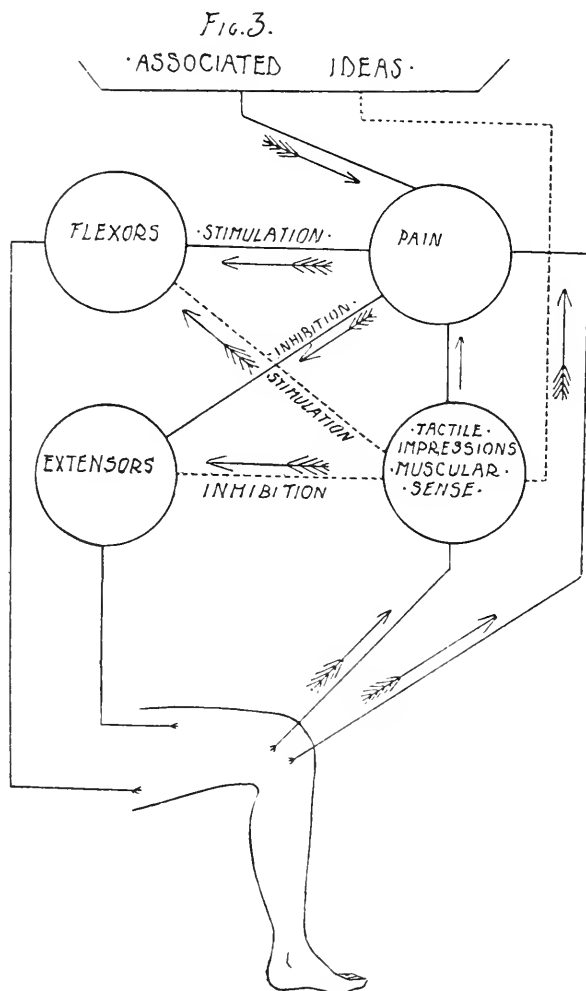 FIG. 3.
·ASSOCIATED IDEAS·
FLEXORS
·STIMULATION·
PAIN
·INHIBITION·
·STIMULATION
EXTENSORS
INHIBITION
·TACTILE·
IMPRESSIONS
·MUSCULAR·
·SENSE·